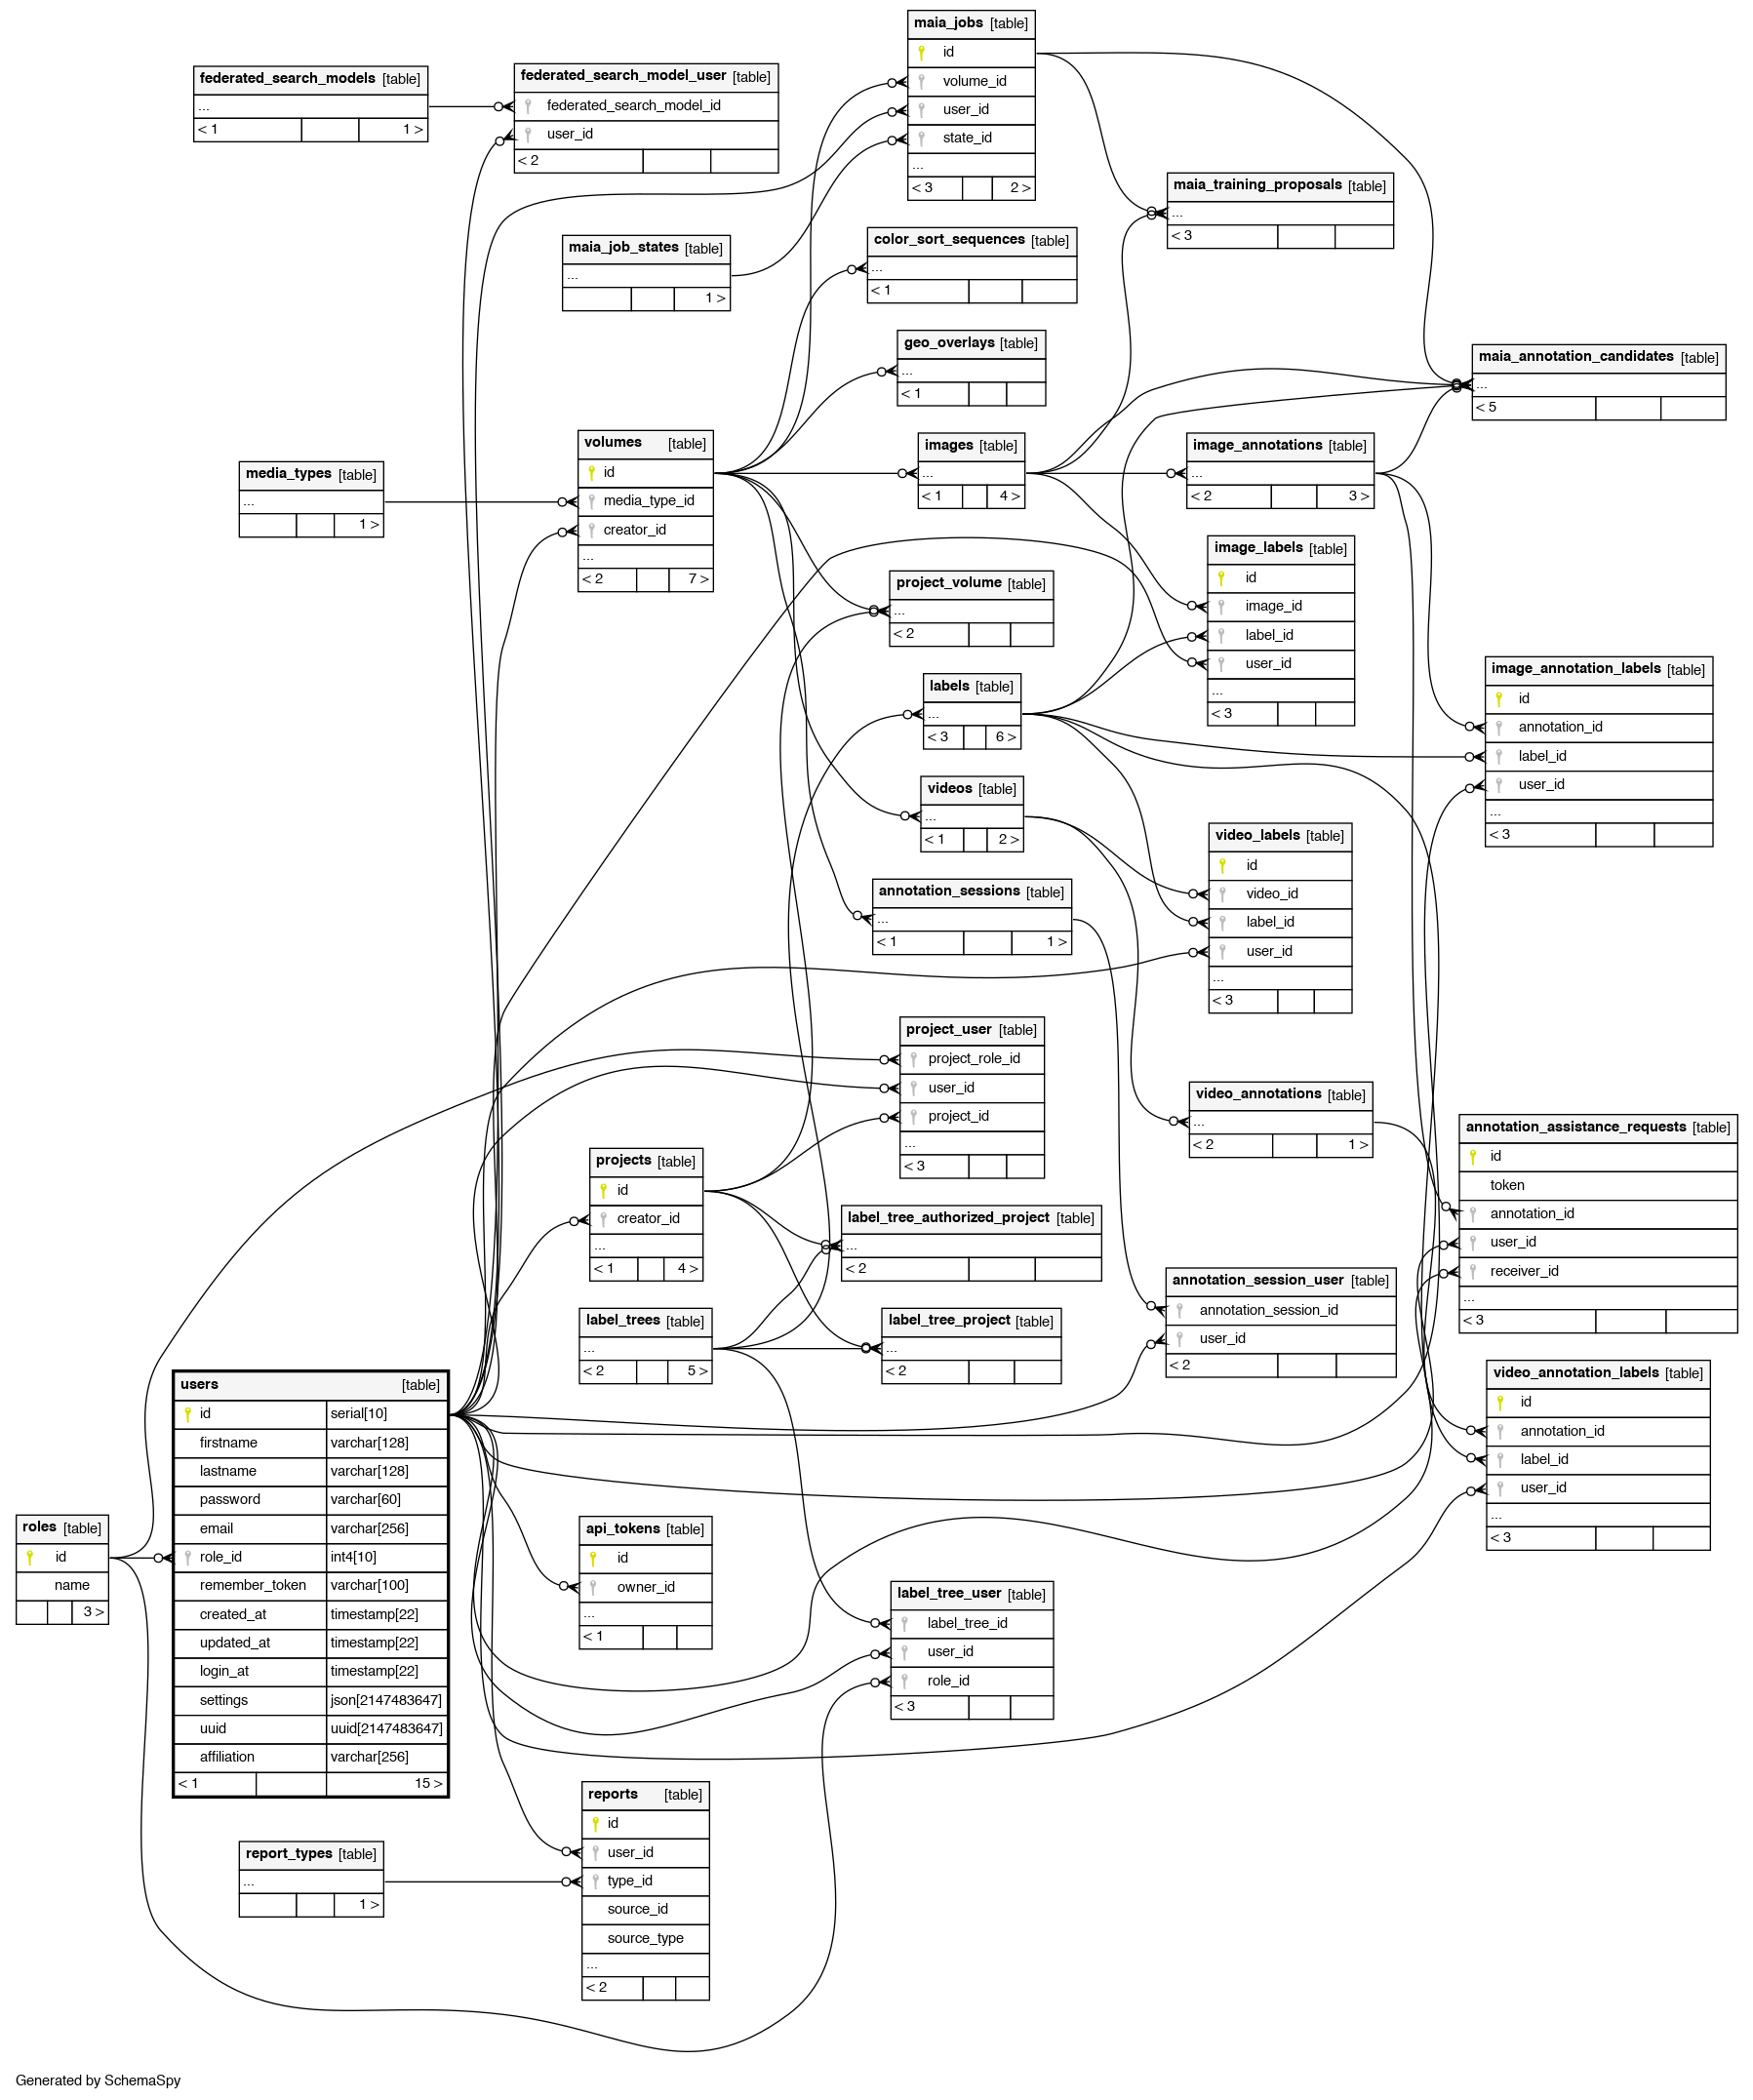 maia_jobs [table]
id
volume_id
user_id
state_id
...
< 3 2 >
federated_search_models [table]
...
< 1 1 >
federated_search_model_user [table]
federated_search_model_id
user_id
< 2
maia_training_proposals [table]
...
< 3
maia_job_states [table]
...
1 >
color_sort_sequences [table]
...
< 1
geo_overlays [table]
...
< 1
maia_annotation_candidates [table]
...
< 5
volumes [table]
id
media_type_id
creator_id
...
< 2 7 >
media_types [table]
...
1 >
images [table]
...
< 1 4 >
image_annotations [table]
...
< 2 3 >
image_labels [table]
id
image_id
label_id
user_id
...
< 3
project_volume [table]
...
< 2
labels [table]
...
< 3 6 >
image_annotation_labels [table]
id
annotation_id
label_id
user_id
...
< 3
videos [table]
...
< 1 2 >
video_labels [table]
id
video_id
label_id
user_id
...
< 3
annotation_sessions [table]
...
< 1 1 >
project_user [table]
project_role_id
user_id
project_id
...
< 3
video_annotations [table]
...
< 2 1 >
annotation_assistance_requests [table]
id
token
annotation_id
user_id
receiver_id
...
< 3
projects [table]
id
creator_id
...
< 1 4 >
label_tree_authorized_project [table]
...
< 2
annotation_session_user [table]
annotation_session_id
user_id
< 2
label_trees [table]
...
< 2 5 >
label_tree_project [table]
...
< 2
video_annotation_labels [table]
id
annotation_id
label_id
user_id
...
< 3
users [table]
id serial[10]
firstname varchar[128]
lastname varchar[128]
password varchar[60]
email varchar[256]
role_id int4[10]
remember_token varchar[100]
created_at timestamp[22]
updated_at timestamp[22]
login_at timestamp[22]
settings json[2147483647]
uuid uuid[2147483647]
affiliation varchar[256]
< 1 15 >
roles [table]
id
name
3 >
api_tokens [table]
id
owner_id
...
< 1
label_tree_user [table]
label_tree_id
user_id
role_id
< 3
reports [table]
id
user_id
type_id
source_id
source_type
...
< 2
report_types [table]
...
1 >
Generated by SchemaSpy